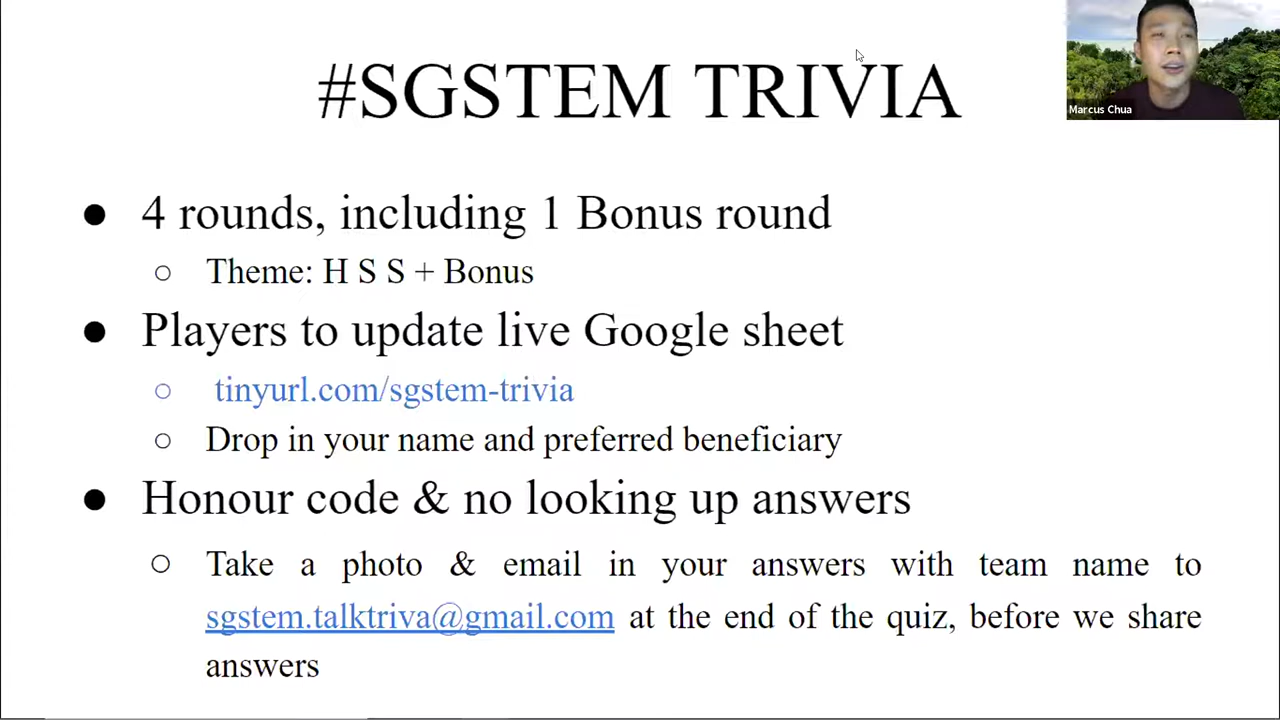 #SGSTEM TRIVIA
Marcus Chua
● 4 rounds, including 1 Bonus round
○ Theme: H S S + Bonus
● Players to update live Google sheet
○ tinyurl.com/sgstem-trivia
○ Drop in your name and preferred beneficiary
● Honour code & no looking up answers
○ Take a photo & email in your answers with team name to
sgstem.talktriva@gmail.com at the end of the quiz, before we share
answers